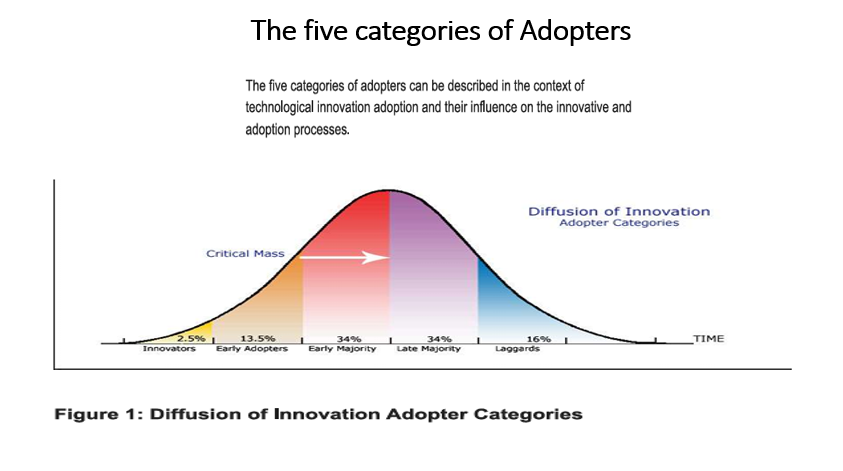 The five categories of Adopters
The five categories of adopters can be described in the context of
technological innovation adoption and their influence on the innovative and
adoption processes.
Diffusion of Innovation
Adopter Categories
Critical Mass
2.5% 13.5% 34% 34% 16% TIME
Innovators Early Adopters Early Majority Late Majority Laggards
Figure 1: Diffusion of Innovation Adopter Categories